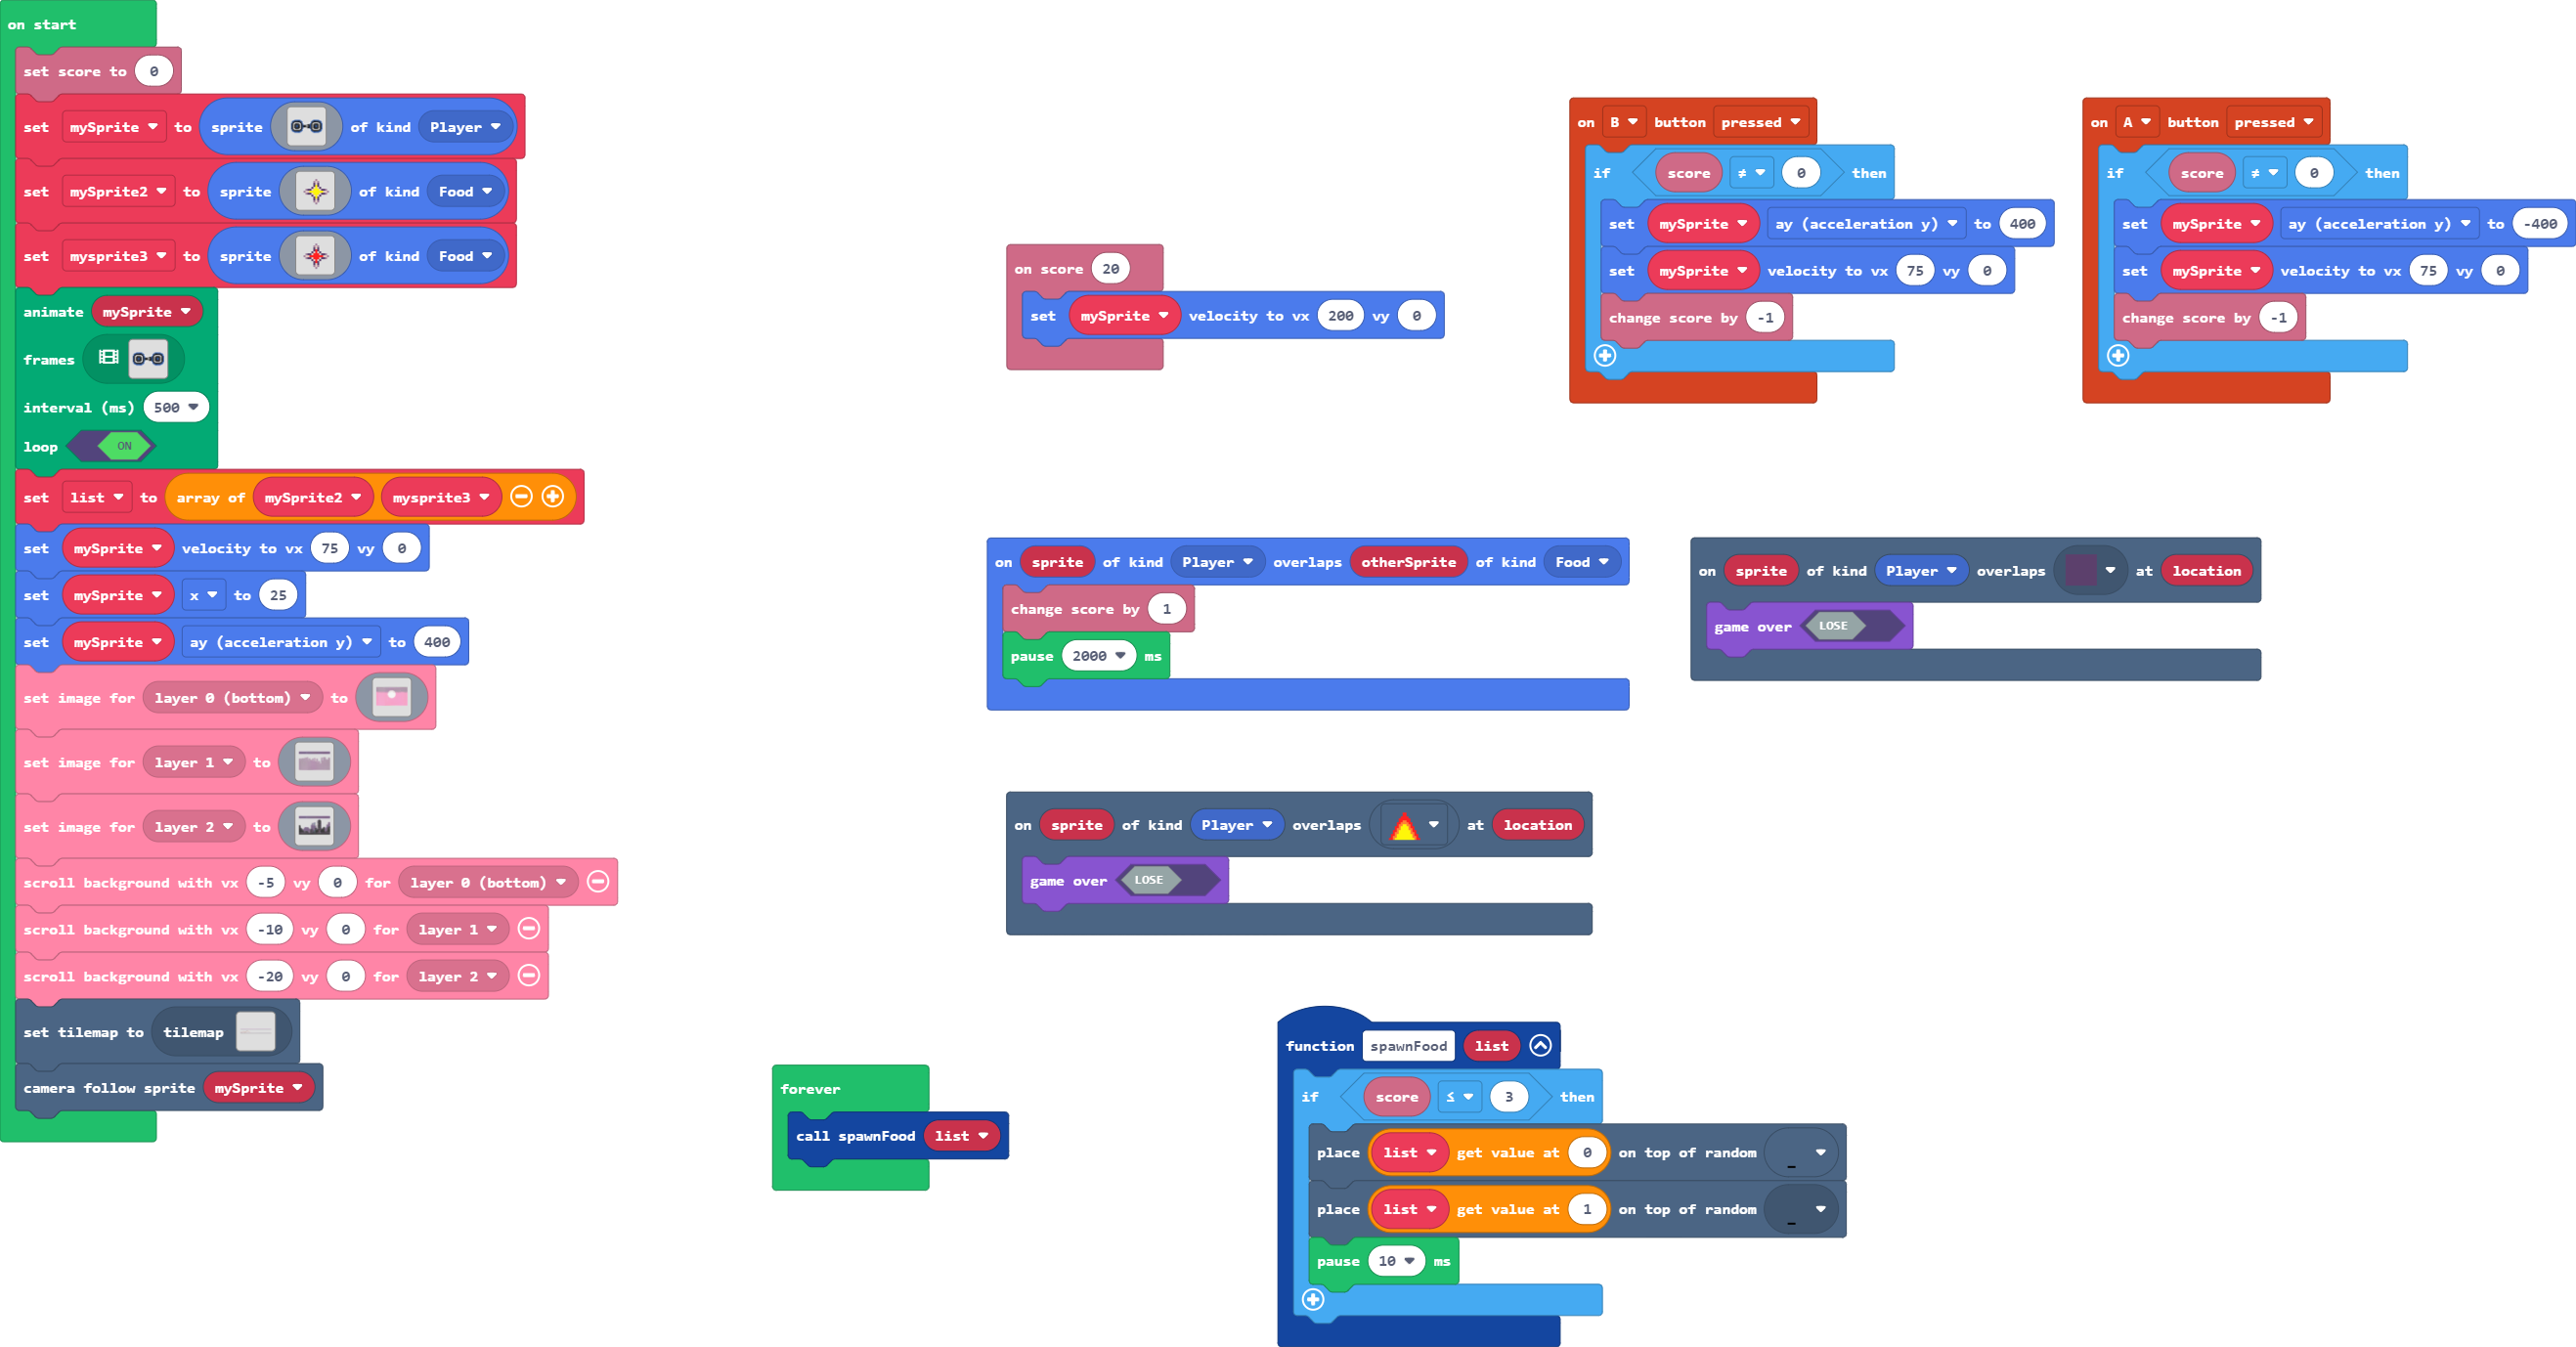 on start
set score to 0
set mySprite to sprite of kind Player
set mySprite2 to sprite of kind Food
set mysprite3 to sprite of kind Food
animate mySprite
frames
interval (ms) 500
loop ON
set list to array of mySprite2 mysprite3
set mySprite velocity to vx 75 vy 0
set mySprite x to 25
set mySprite ay (acceleration y) to 400
set image for layer 0 (bottom) to
set image for layer 1 to
set image for layer 2 to
scroll background with vx -5 vy 0 for layer 0 (bottom)
scroll background with vx -10 vy 0 for layer 1
scroll background with vx -20 vy 0 for layer 2
set tilemap to tilemap
camera follow sprite mySprite
on score 20
set mySprite velocity to vx 200 vy 0
on B button pressed
if score ≠ 0 then
set mySprite ay (acceleration y) to 400
set mySprite velocity to vx 75 vy 0
change score by -1
on A button pressed
if score ≠ 0 then
set mySprite ay (acceleration y) to -400
set mySprite velocity to vx 75 vy 0
change score by -1
on sprite of kind Player overlaps otherSprite of kind Food
change score by 1
pause 2000 ms
on sprite of kind Player overlaps at location
game over LOSE
on sprite of kind Player overlaps at location
game over LOSE
forever
call spawnFood list
function spawnFood list
if score ≤ 3 then
place list get value at 0 on top of random
place list get value at 1 on top of random
pause 10 ms